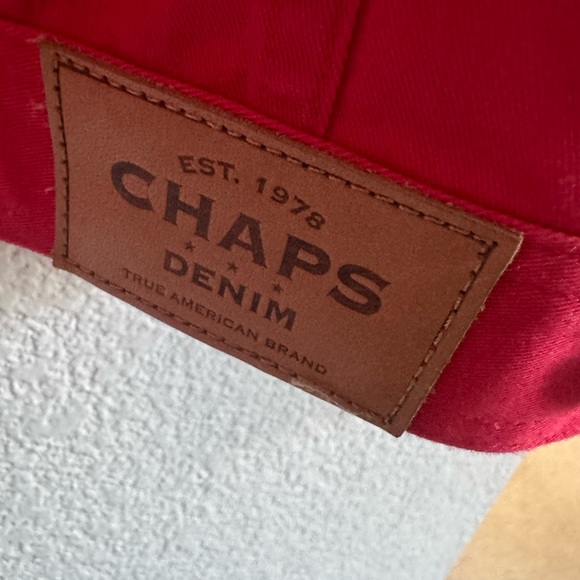 EST. 1978
CHAPS
DENIM
TRUE AMERICAN BRAND